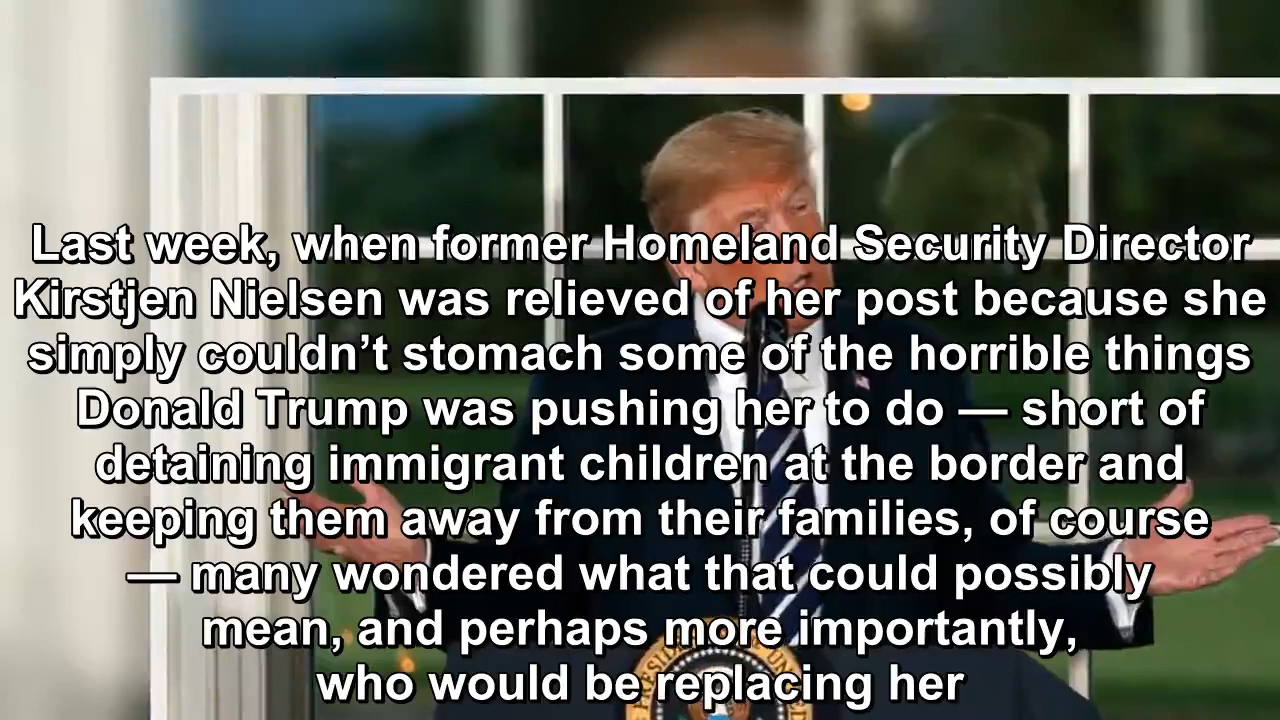 Last week, when former Homeland Security Director
Kirstjen Nielsen was relieved of her post because she
simply couldn’t stomach some of the horrible things
Donald Trump was pushing her to do — short of
detaining immigrant children at the border and
keeping them away from their families, of course
— many wondered what that could possibly
mean, and perhaps more importantly,
who would be replacing her